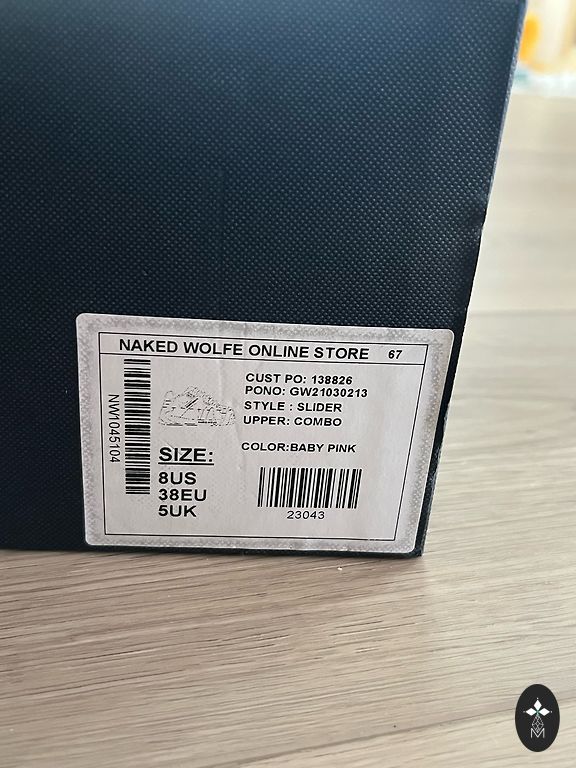 NAKED WOLFE ONLINE STORE 67
CUST PO: 138826
PONO: GW21030213
STYLE : SLIDER
UPPER: COMBO
COLOR:BABY PINK
NW1045104
SIZE:
8US
38EU
5UK
23043
M